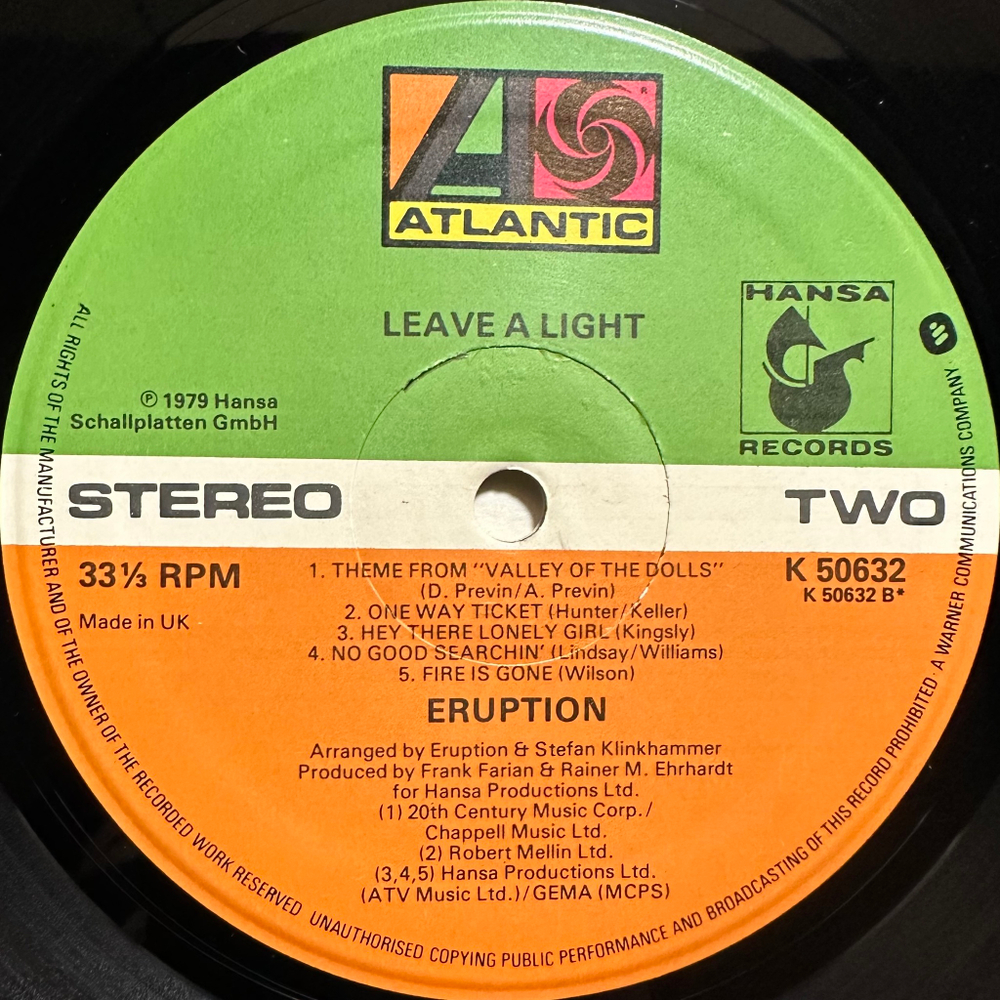 ATLANTIC
®
LEAVE A LIGHT
HANSA
RECORDS
℗ 1979 Hansa
Schallplatten GmbH
STEREO
TWO
33⅓ RPM
Made in UK
K 50632
K 50632 B*
1. THEME FROM "VALLEY OF THE DOLLS"
(D. Previn/A. Previn)
2. ONE WAY TICKET (Hunter/Keller)
3. HEY THERE LONELY GIRL (Kingsly)
4. NO GOOD SEARCHIN' (Lindsay/Williams)
5. FIRE IS GONE (Wilson)
ERUPTION
Arranged by Eruption & Stefan Klinkhammer
Produced by Frank Farian & Rainer M. Ehrhardt
for Hansa Productions Ltd.
(1) 20th Century Music Corp./
Chappell Music Ltd.
(2) Robert Mellin Ltd.
(3,4,5) Hansa Productions Ltd.
(ATV Music Ltd.)/GEMA (MCPS)
ALL RIGHTS OF THE MANUFACTURER AND OF THE OWNER OF THE RECORDED WORK RESERVED UNAUTHORISED COPYING PUBLIC PERFORMANCE AND BROADCASTING OF THIS RECORD PROHIBITED · A WARNER COMMUNICATIONS COMPANY ·